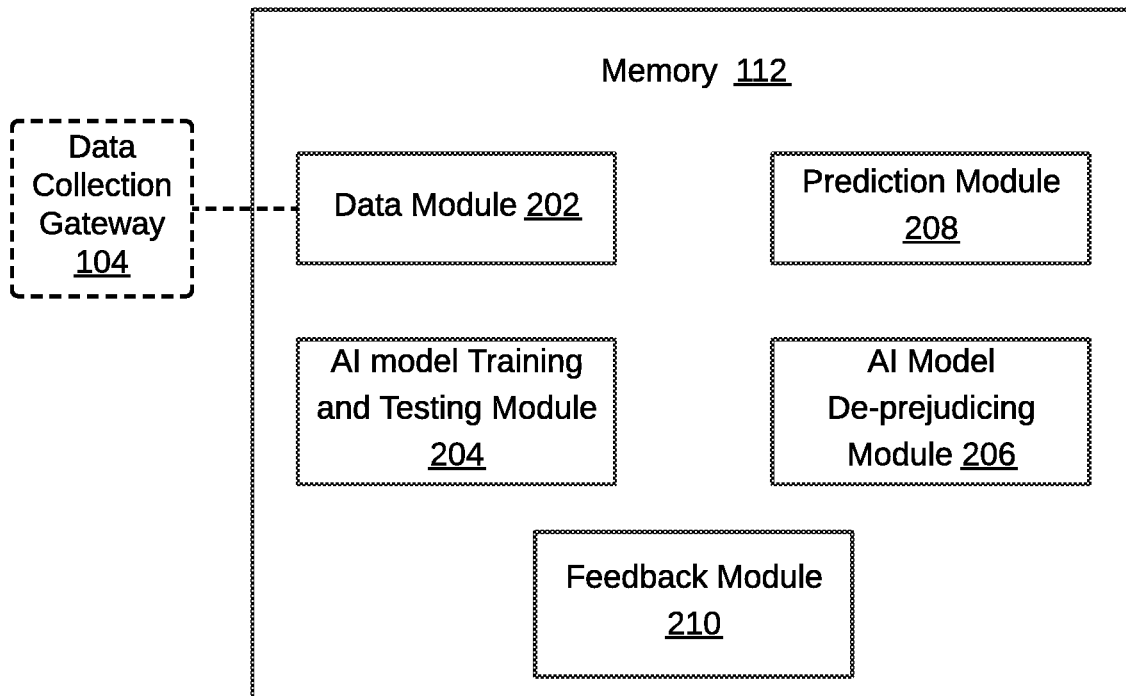 Memory 112
Data
Collection
Gateway
104
Data Module 202
Prediction Module
208
AI model Training
and Testing Module
204
AI Model
De-prejudicing
Module 206
Feedback Module
210